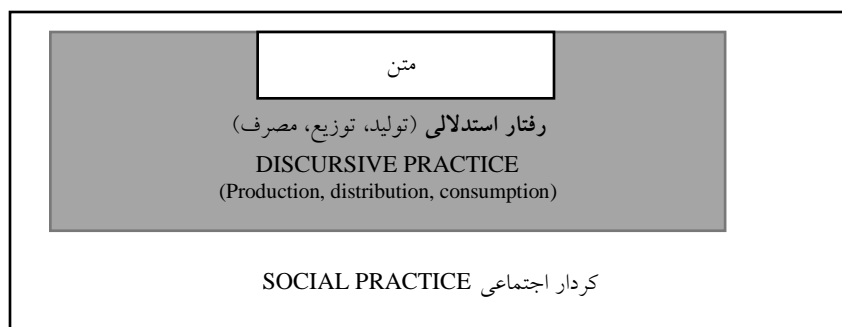 متن
رفتار استدلالی (تولید، توزیع، مصرف)
DISCURSIVE PRACTICE
(Production, distribution, consumption)
کردار اجتماعی SOCIAL PRACTICE